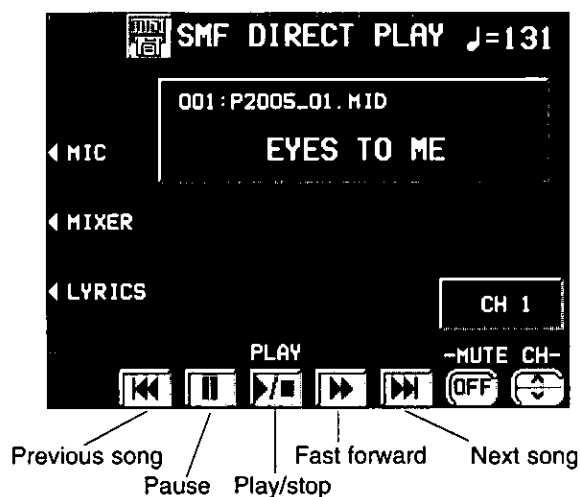 SMF DIRECT PLAY ♩=131
001:P2005_01.MID
EYES TO ME
MIC
MIXER
LYRICS
CH 1
PLAY
-MUTE CH-
OFF
Previous song
Fast forward
Next song
Pause
Play/stop